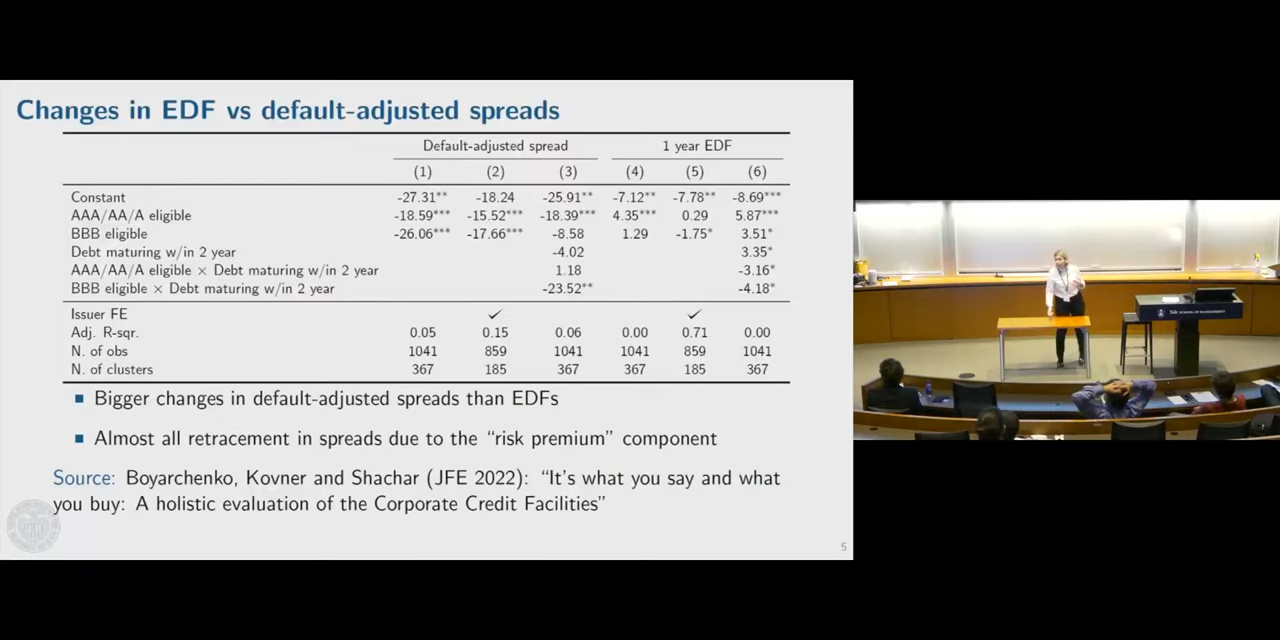 Changes in EDF vs default-adjusted spreads
Default-adjusted spread 1 year EDF
(1) (2) (3) (4) (5) (6)
Constant -27.31** -18.24 -25.91** -7.12** -7.78** -8.69***
AAA/AA/A eligible -18.59*** -15.52*** -18.39*** 4.35*** 0.29 5.87***
BBB eligible -26.06*** -17.66*** -8.58 1.29 -1.75* 3.51*
Debt maturing w/in 2 year -4.02 3.35*
AAA/AA/A eligible × Debt maturing w/in 2 year 1.18 -3.16*
BBB eligible × Debt maturing w/in 2 year -23.52** -4.18*
Issuer FE ✓ ✓
Adj. R-sqr. 0.05 0.15 0.06 0.00 0.71 0.00
N. of obs 1041 859 1041 1041 859 1041
N. of clusters 367 185 367 367 185 367
■ Bigger changes in default-adjusted spreads than EDFs
■ Almost all retracement in spreads due to the “risk premium” component
Source: Boyarchenko, Kovner and Shachar (JFE 2022): “It’s what you say and what
you buy: A holistic evaluation of the Corporate Credit Facilities”
5
Yale SCHOOL OF MANAGEMENT